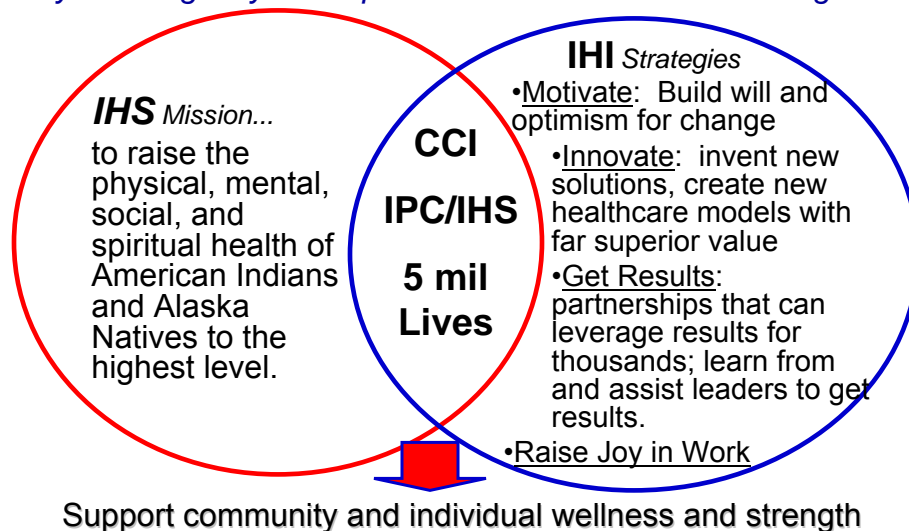 IHS Mission...
to raise the
physical, mental,
social, and
spiritual health of
American Indians
and Alaska
Natives to the
highest level.
CCI
IPC/IHS
5 mil
Lives
IHI Strategies
•Motivate: Build will and
optimism for change
•Innovate: invent new
solutions, create new
healthcare models with
far superior value
•Get Results:
partnerships that can
leverage results for
thousands; learn from
and assist leaders to get
results.
•Raise Joy in Work
Support community and individual wellness and strength